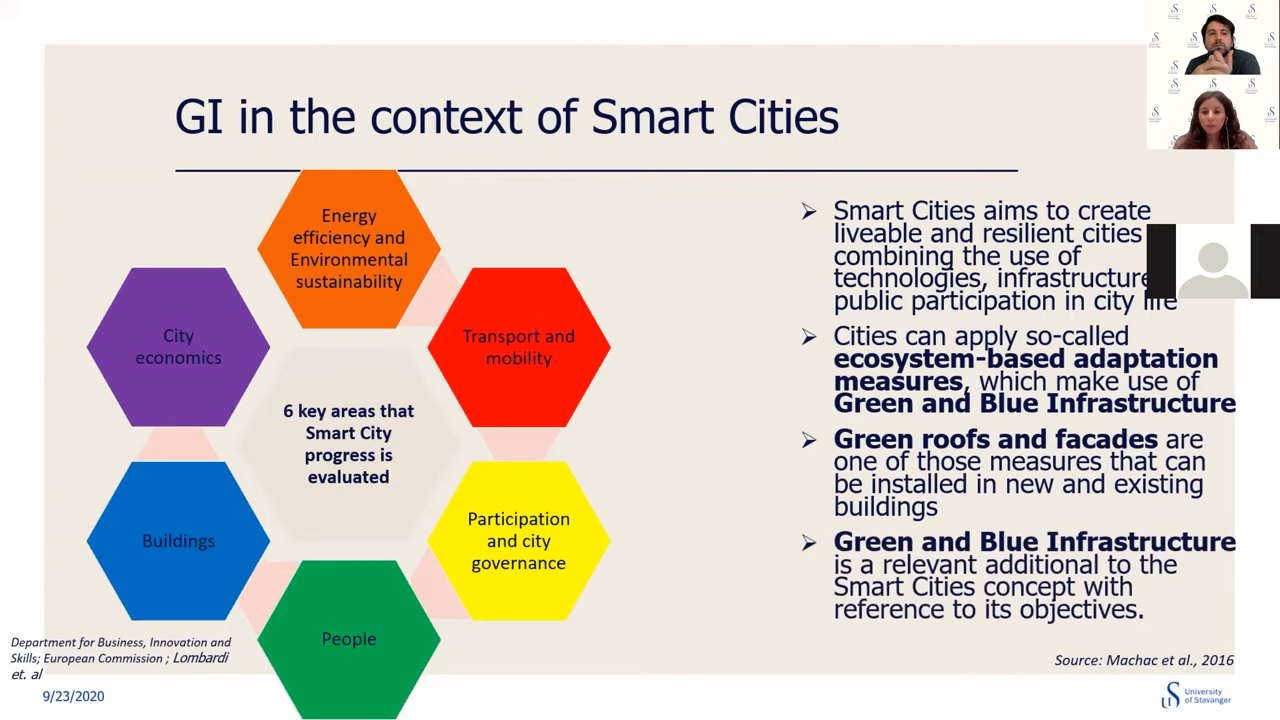 GI in the context of Smart Cities
Energy
efficiency and
Environmental
sustainability
Transport and
mobility
Participation
and city
governance
People
Buildings
City
economics
6 key areas that
Smart City
progress is
evaluated
➢ Smart Cities aims to create
liveable and resilient cities
combining the use of
technologies, infrastructure
public participation in city life
➢ Cities can apply so-called
ecosystem-based adaptation
measures, which make use of
Green and Blue Infrastructure
➢ Green roofs and facades are
one of those measures that can
be installed in new and existing
buildings
➢ Green and Blue Infrastructure
is a relevant additional to the
Smart Cities concept with
reference to its objectives.
Department for Business, Innovation and
Skills; European Commission ; Lombardi
et. al
Source: Machac et al., 2016
9/23/2020
University
of Stavanger